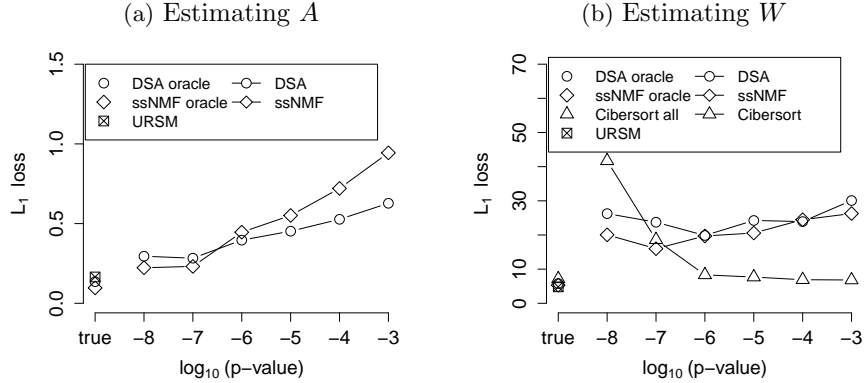 (a) Estimating A
(b) Estimating W
DSA oracle
DSA
ssNMF oracle
ssNMF
URSM
L₁ loss
1.5
1.0
0.5
0.0
true −8 −7 −6 −5 −4 −3
log₁₀ (p−value)
DSA oracle
DSA
ssNMF oracle
ssNMF
Cibersort all
Cibersort
URSM
L₁ loss
70
50
30
20
10
0
true −8 −7 −6 −5 −4 −3
log₁₀ (p−value)